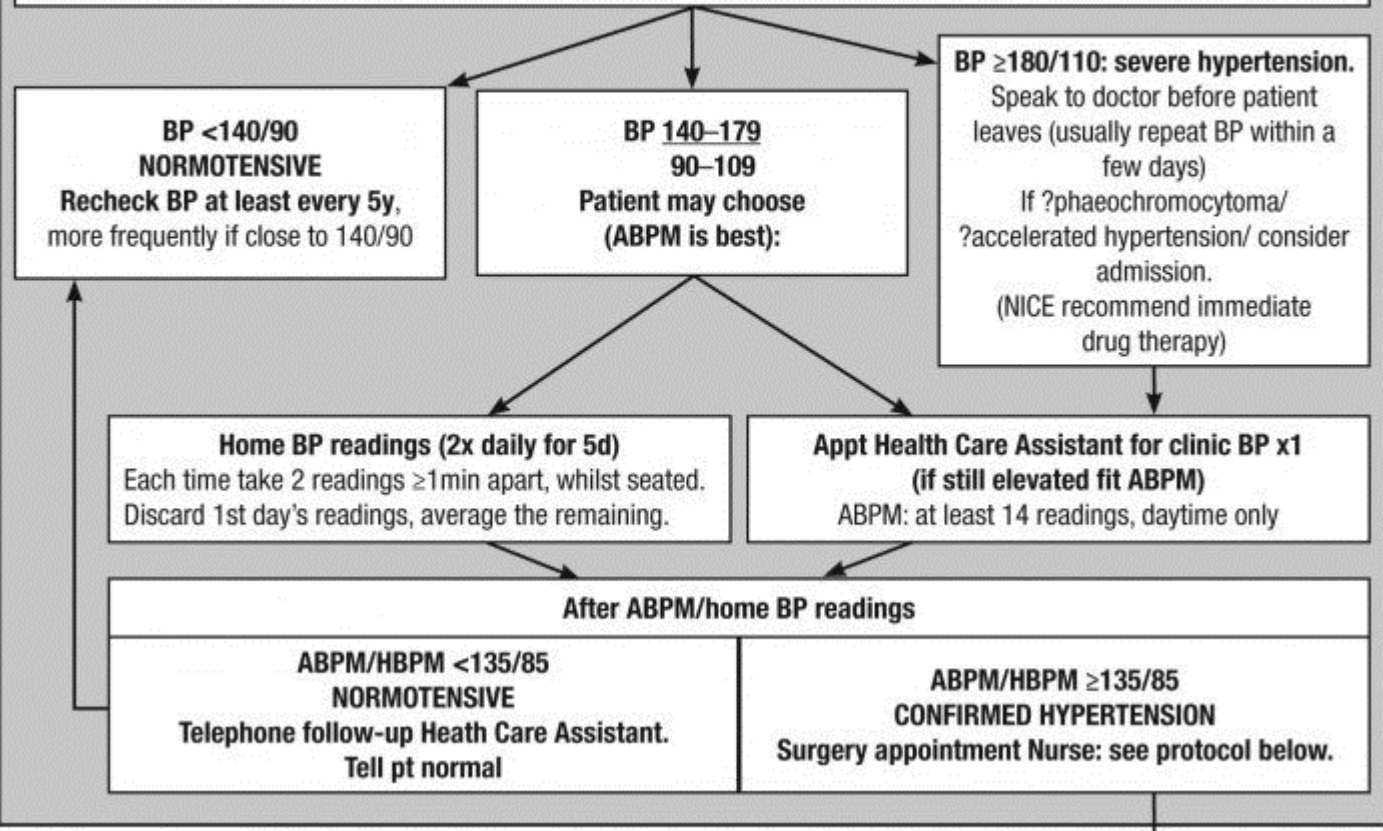 BP <140/90
NORMOTENSIVE
Recheck BP at least every 5y,
more frequently if close to 140/90
BP 140–179
90–109
Patient may choose
(ABPM is best):
BP ≥180/110: severe hypertension.
Speak to doctor before patient
leaves (usually repeat BP within a
few days)
If ?phaeochromocytoma/
?accelerated hypertension/ consider
admission.
(NICE recommend immediate
drug therapy)
Home BP readings (2x daily for 5d)
Each time take 2 readings ≥1min apart, whilst seated.
Discard 1st day's readings, average the remaining.
Appt Health Care Assistant for clinic BP x1
(if still elevated fit ABPM)
ABPM: at least 14 readings, daytime only
After ABPM/home BP readings
ABPM/HBPM <135/85
NORMOTENSIVE
Telephone follow-up Heath Care Assistant.
Tell pt normal
ABPM/HBPM ≥135/85
CONFIRMED HYPERTENSION
Surgery appointment Nurse: see protocol below.